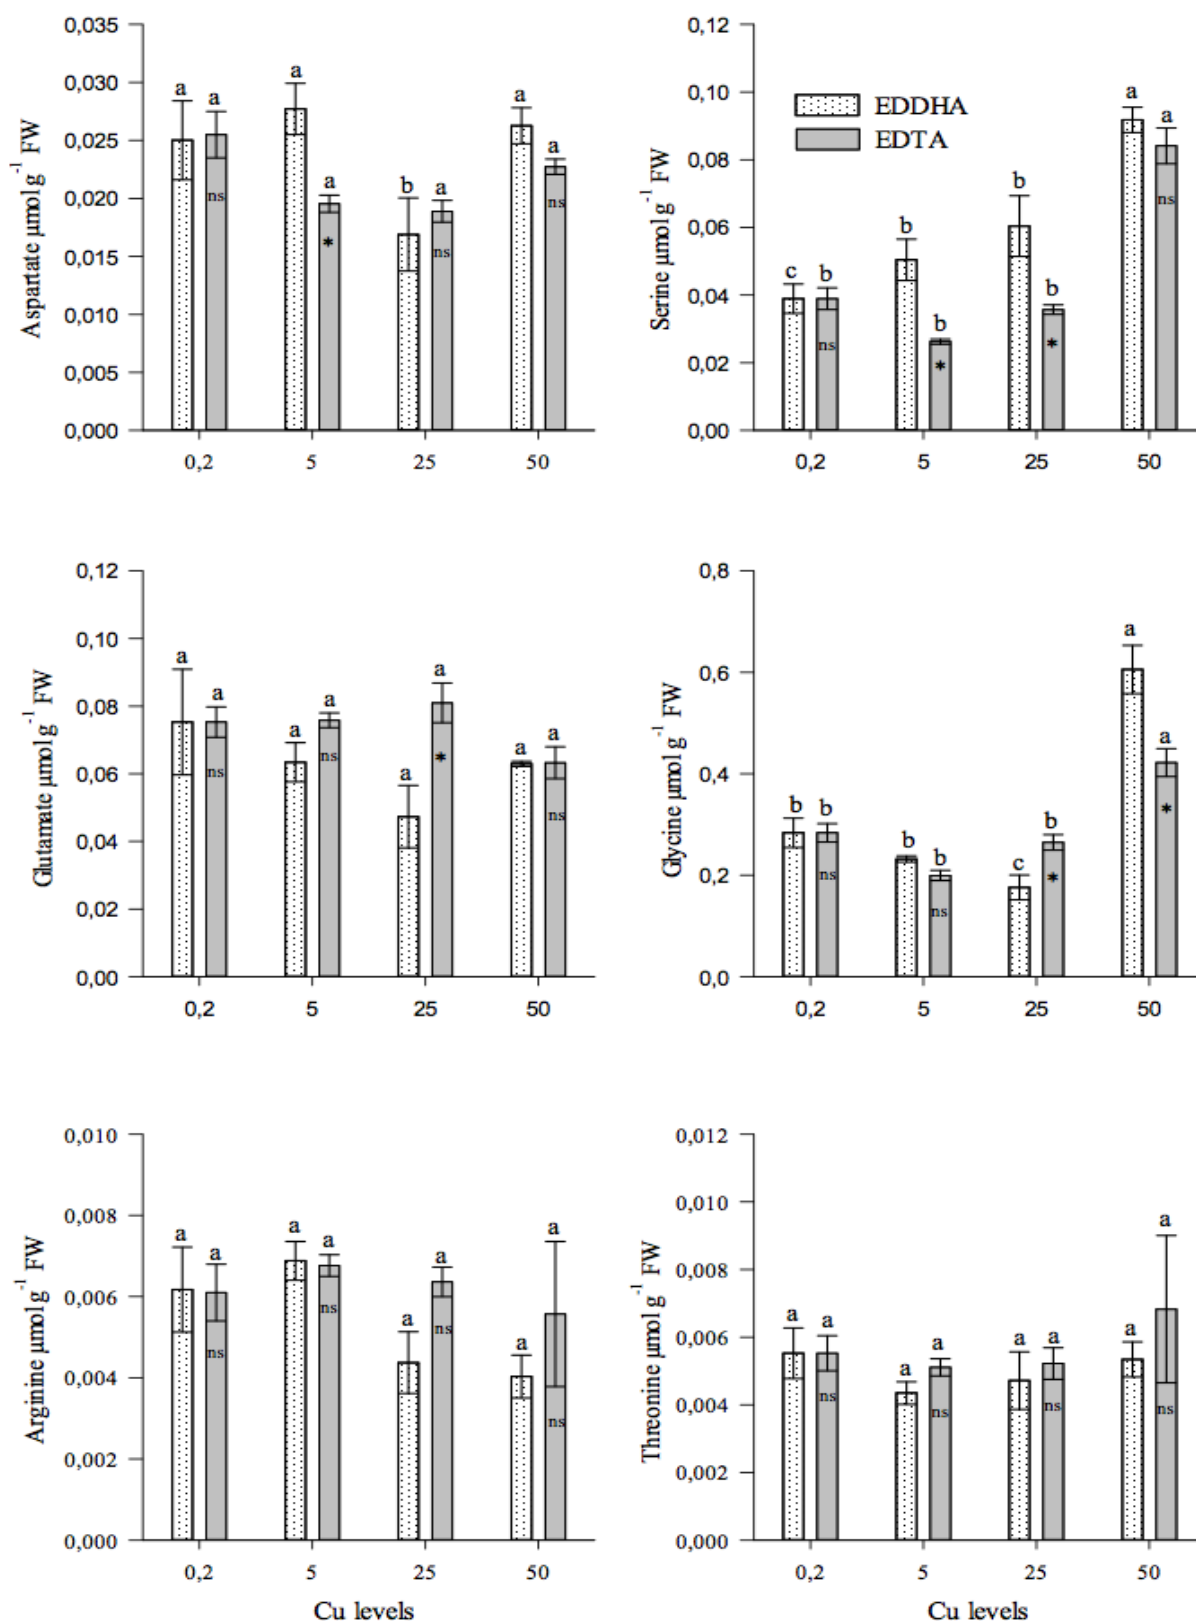 0,035
0,030
0,025
0,020
0,015
0,010
0,005
0,000
Aspartate µmol g⁻¹ FW
a a a a b a a a
ns * ns ns
0,2 5 25 50
0,12
0,10
0,08
0,06
0,04
0,02
0,00
Serine µmol g⁻¹ FW
EDDHA
EDTA
c b b b b b a a
ns * * ns
0,2 5 25 50
0,12
0,10
0,08
0,06
0,04
0,02
0,00
Glutamate µmol g⁻¹ FW
a a a a a a a a
ns ns * ns
0,2 5 25 50
0,8
0,6
0,4
0,2
0,0
Glycine µmol g⁻¹ FW
b b b b c b a a
ns ns * *
0,2 5 25 50
0,010
0,008
0,006
0,004
0,002
0,000
Arginine µmol g⁻¹ FW
a a a a a a a a
ns ns ns ns
0,2 5 25 50
Cu levels
0,012
0,010
0,008
0,006
0,004
0,002
0,000
Threonine µmol g⁻¹ FW
a a a a a a a a
ns ns ns ns
0,2 5 25 50
Cu levels